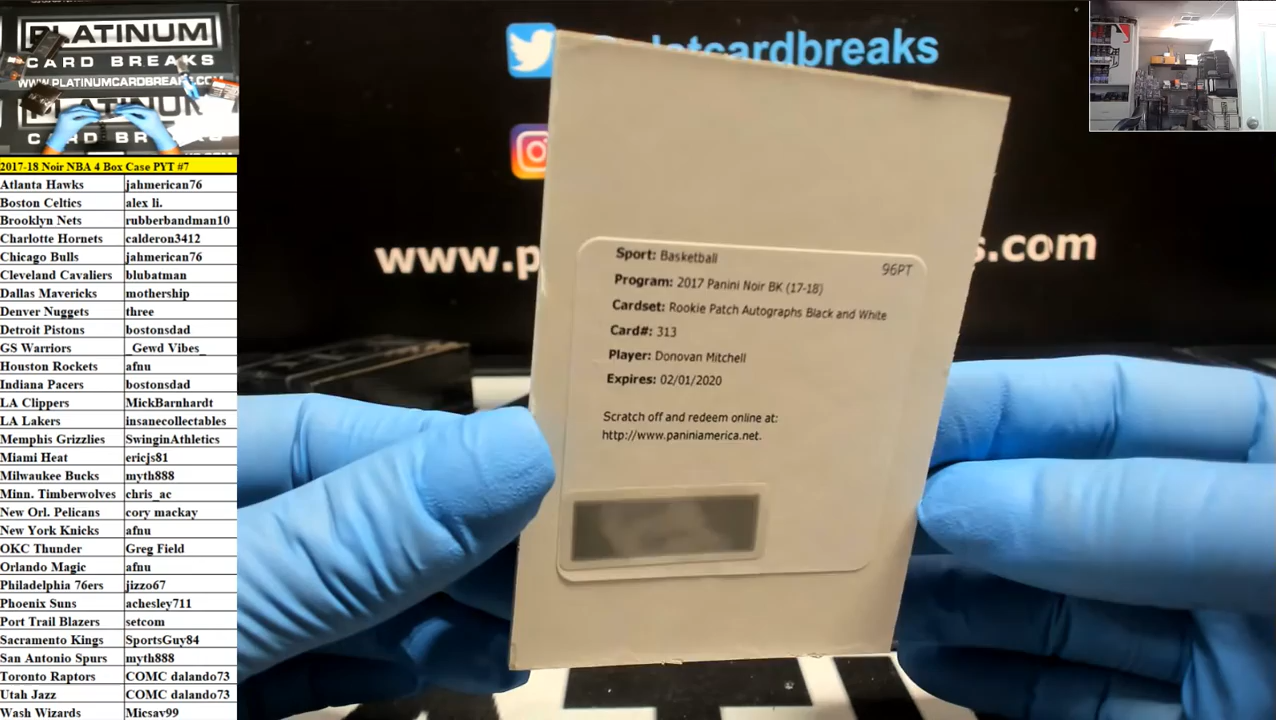 PLATINUM
CARD BREAKS
WWW.PLATINUMCARDBREAKS.COM
PLATINUM
2017-18 Noir NBA 4 Box Case PYT #7
Atlanta Hawks jahmerican76
Boston Celtics alex li.
Brooklyn Nets rubberbandman10
Charlotte Hornets calderon3412
Chicago Bulls jahmerican76
Cleveland Cavaliers blubatman
Dallas Mavericks mothership
Denver Nuggets three
Detroit Pistons bostonsdad
GS Warriors _Gewd Vibes_
Houston Rockets afnu
Indiana Pacers bostonsdad
LA Clippers MickBarnhardt
LA Lakers insanecollectables
Memphis Grizzlies SwinginAthletics
Miami Heat ericjs81
Milwaukee Bucks myth888
Minn. Timberwolves chris_ac
New Orl. Pelicans cory mackay
New York Knicks afnu
OKC Thunder Greg Field
Orlando Magic afnu
Philadelphia 76ers jizzo67
Phoenix Suns achesley711
Port Trail Blazers setcom
Sacramento Kings SportsGuy84
San Antonio Spurs myth888
Toronto Raptors COMC dalando73
Utah Jazz COMC dalando73
Wash Wizards Micsav99
cardbreaks
www.p s.com
Sport: Basketball
96PT
Program: 2017 Panini Noir BK (17-18)
Cardset: Rookie Patch Autographs Black and White
Card#: 313
Player: Donovan Mitchell
Expires: 02/01/2020
Scratch off and redeem online at:
http://www.paniniamerica.net.